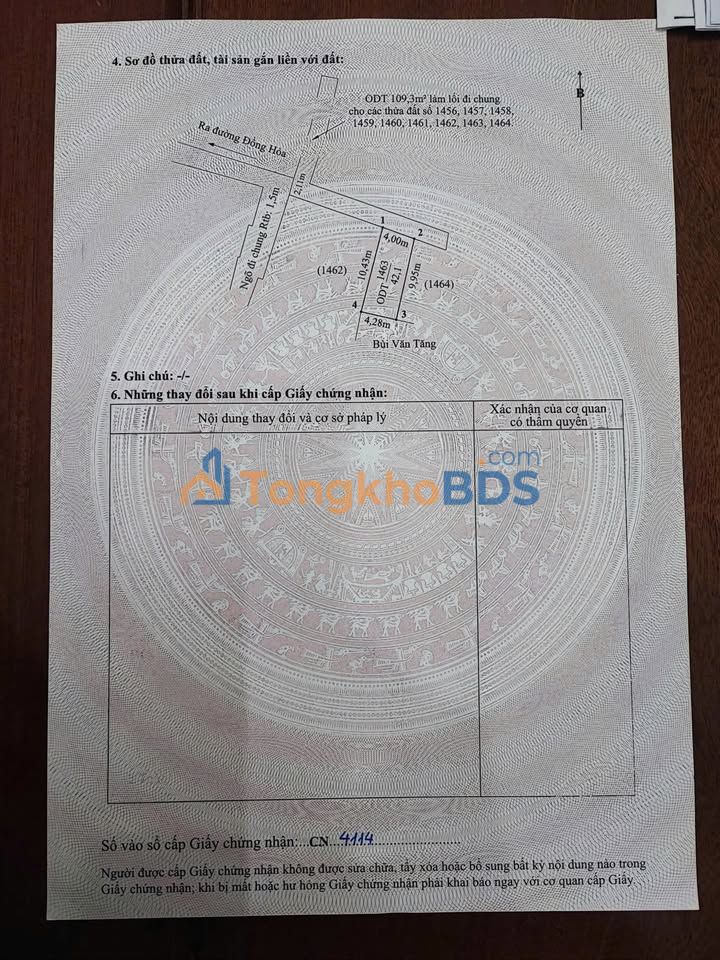 4. Sơ đồ thửa đất, tài sản gắn liền với đất:
ODT 109,3m² làm lối đi chung
cho các thửa đất số 1456, 1457, 1458,
1459, 1460, 1461, 1462, 1463, 1464.
B
Ra đường Đồng Hòa
2,11m
Ngõ đi chung Rtb: 1,5m
1
2
4,00m
(1462)
10,43m
ODT 1463
42,1
9,95m
(1464)
4
4,28m
3
Bùi Văn Tăng
5. Ghi chú: -/-
6. Những thay đổi sau khi cấp Giấy chứng nhận:
Nội dung thay đổi và cơ sở pháp lý
Xác nhận của cơ quan
có thẩm quyền
TongkhoBDS
.com
Số vào sổ cấp Giấy chứng nhận:...CN...4114........................
Người được cấp Giấy chứng nhận không được sửa chữa, tẩy xóa hoặc bổ sung bất kỳ nội dung nào trong
Giấy chứng nhận; khi bị mất hoặc hư hỏng Giấy chứng nhận phải khai báo ngay với cơ quan cấp Giấy.